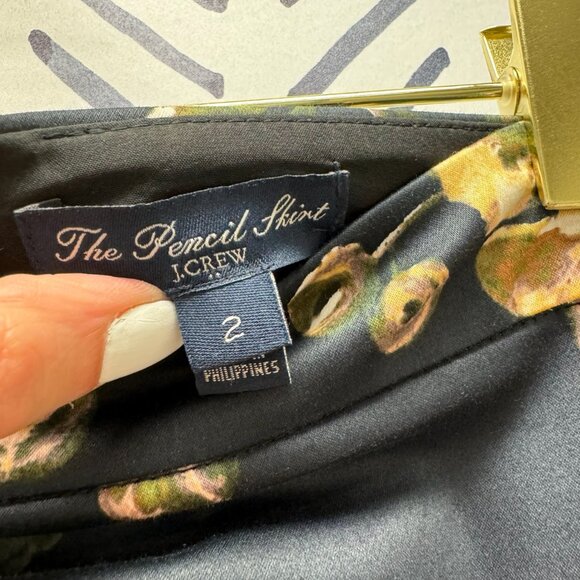 The Pencil Skirt
J.CREW
2
PHILIPPINES